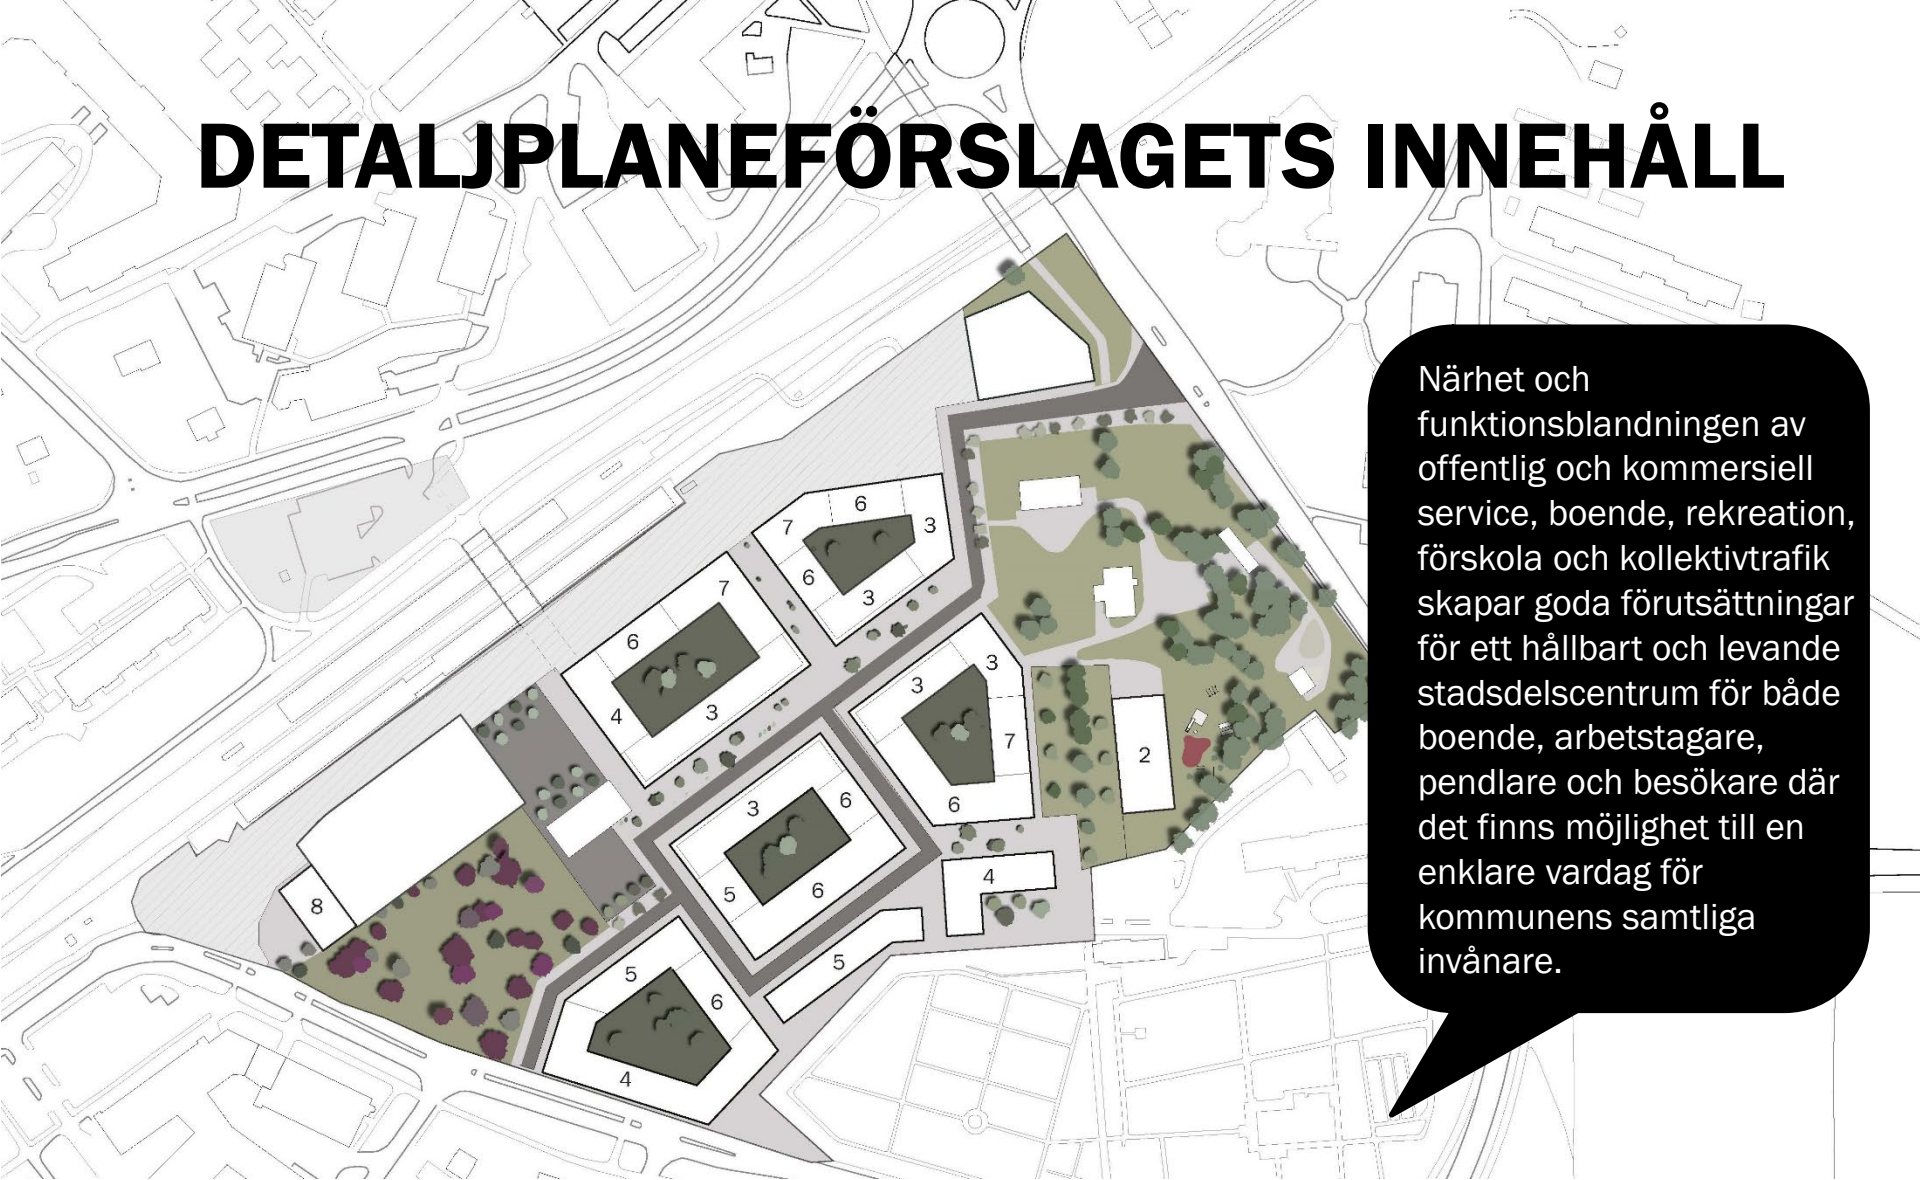 DETALJPLANEFÖRSLAGETS INNEHÅLL
Närhet och
funktionsblandningen av
offentlig och kommersiell
service, boende, rekreation,
förskola och kollektivtrafik
skapar goda förutsättningar
för ett hållbart och levande
stadsdelscentrum för både
boende, arbetstagare,
pendlare och besökare där
det finns möjlighet till en
enklare vardag för
kommunens samtliga
invånare.
6
7
3
6
3
7
6
4
3
3
3
7
6
2
3
6
5
6
4
8
5
5
6
4